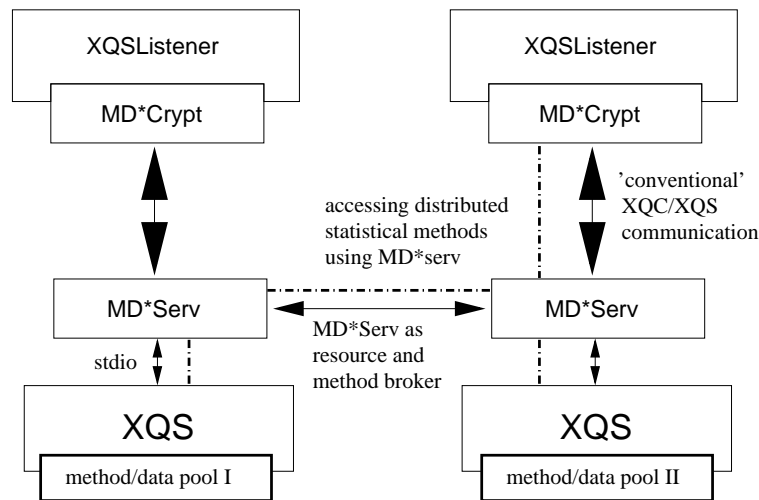 XQSListener
XQSListener
MD*Crypt
MD*Crypt
’conventional’
XQC/XQS
communication
accessing distributed
statistical methods
using MD*serv
MD*Serv
MD*Serv
MD*Serv as
resource and
method broker
stdio
XQS
XQS
method/data pool I
method/data pool II